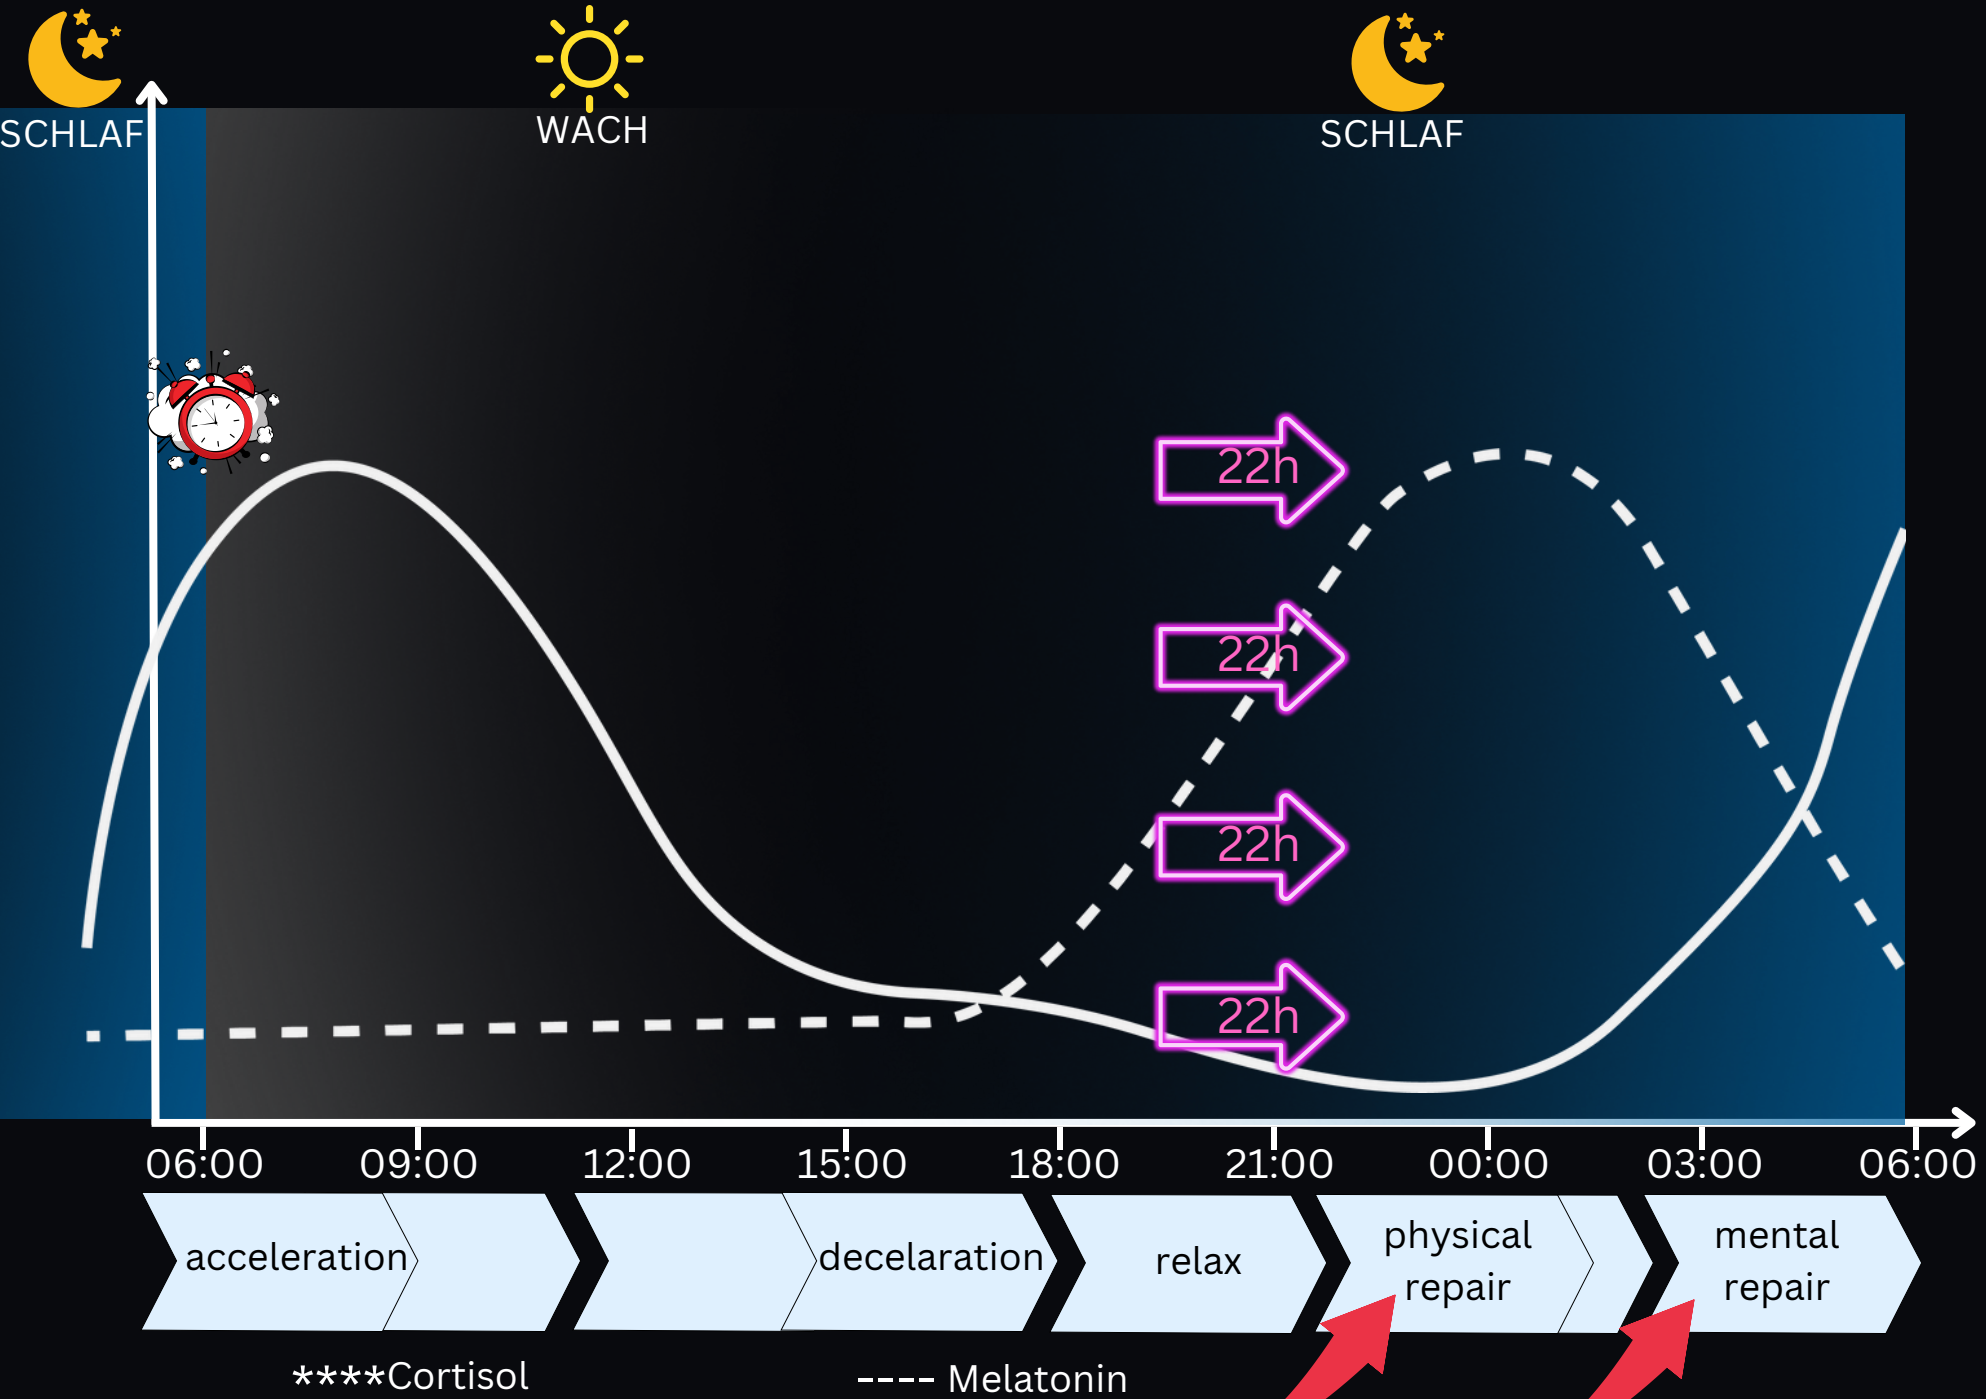 SCHLAF
WACH
SCHLAF
22h
22h
22h
22h
06:00 09:00 12:00 15:00 18:00 21:00 00:00 03:00 06:00
acceleration
decelaration
relax
physical
repair
mental
repair
****Cortisol
---- Melatonin